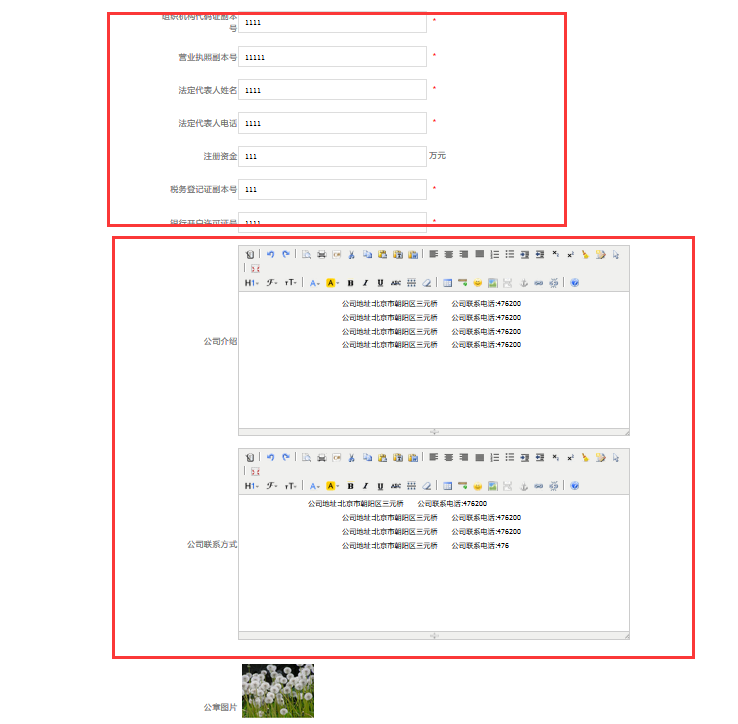 组织机构代码证副本
号
1111
*
营业执照副本号
11111
*
法定代表人姓名
1111
*
法定代表人电话
1111
*
注册资金
111
万元
税务登记证副本号
111
*
银行开户许可证号
1111
*
H1
F
тT
A
A
B
I
U
ABC
公司介绍
公司地址:北京市朝阳区三元桥 公司联系电话:476200
公司地址:北京市朝阳区三元桥 公司联系电话:476200
公司地址:北京市朝阳区三元桥 公司联系电话:476200
公司地址:北京市朝阳区三元桥 公司联系电话:476200
H1
F
тT
A
A
B
I
U
ABC
公司联系方式
公司地址:北京市朝阳区三元桥 公司联系电话:476200
公司地址:北京市朝阳区三元桥 公司联系电话:476200
公司地址:北京市朝阳区三元桥 公司联系电话:476200
公司地址:北京市朝阳区三元桥 公司联系电话:476
公章图片